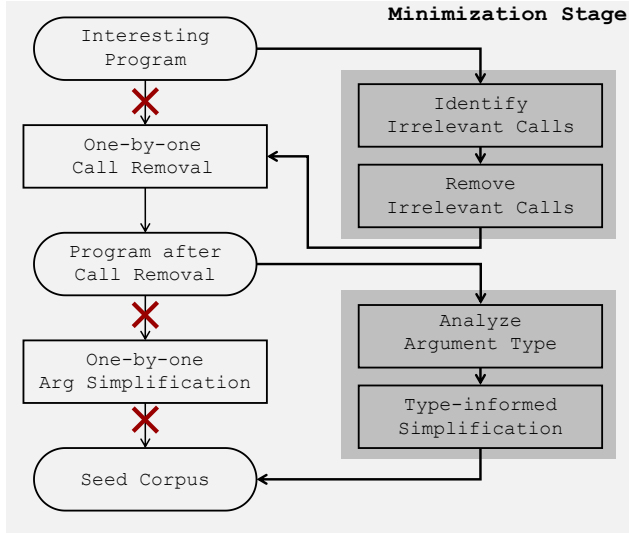 Minimization Stage
Interesting
Program
Identify
Irrelevant Calls
One-by-one
Call Removal
Remove
Irrelevant Calls
Program after
Call Removal
Analyze
Argument Type
One-by-one
Arg Simplification
Type-informed
Simplification
Seed Corpus